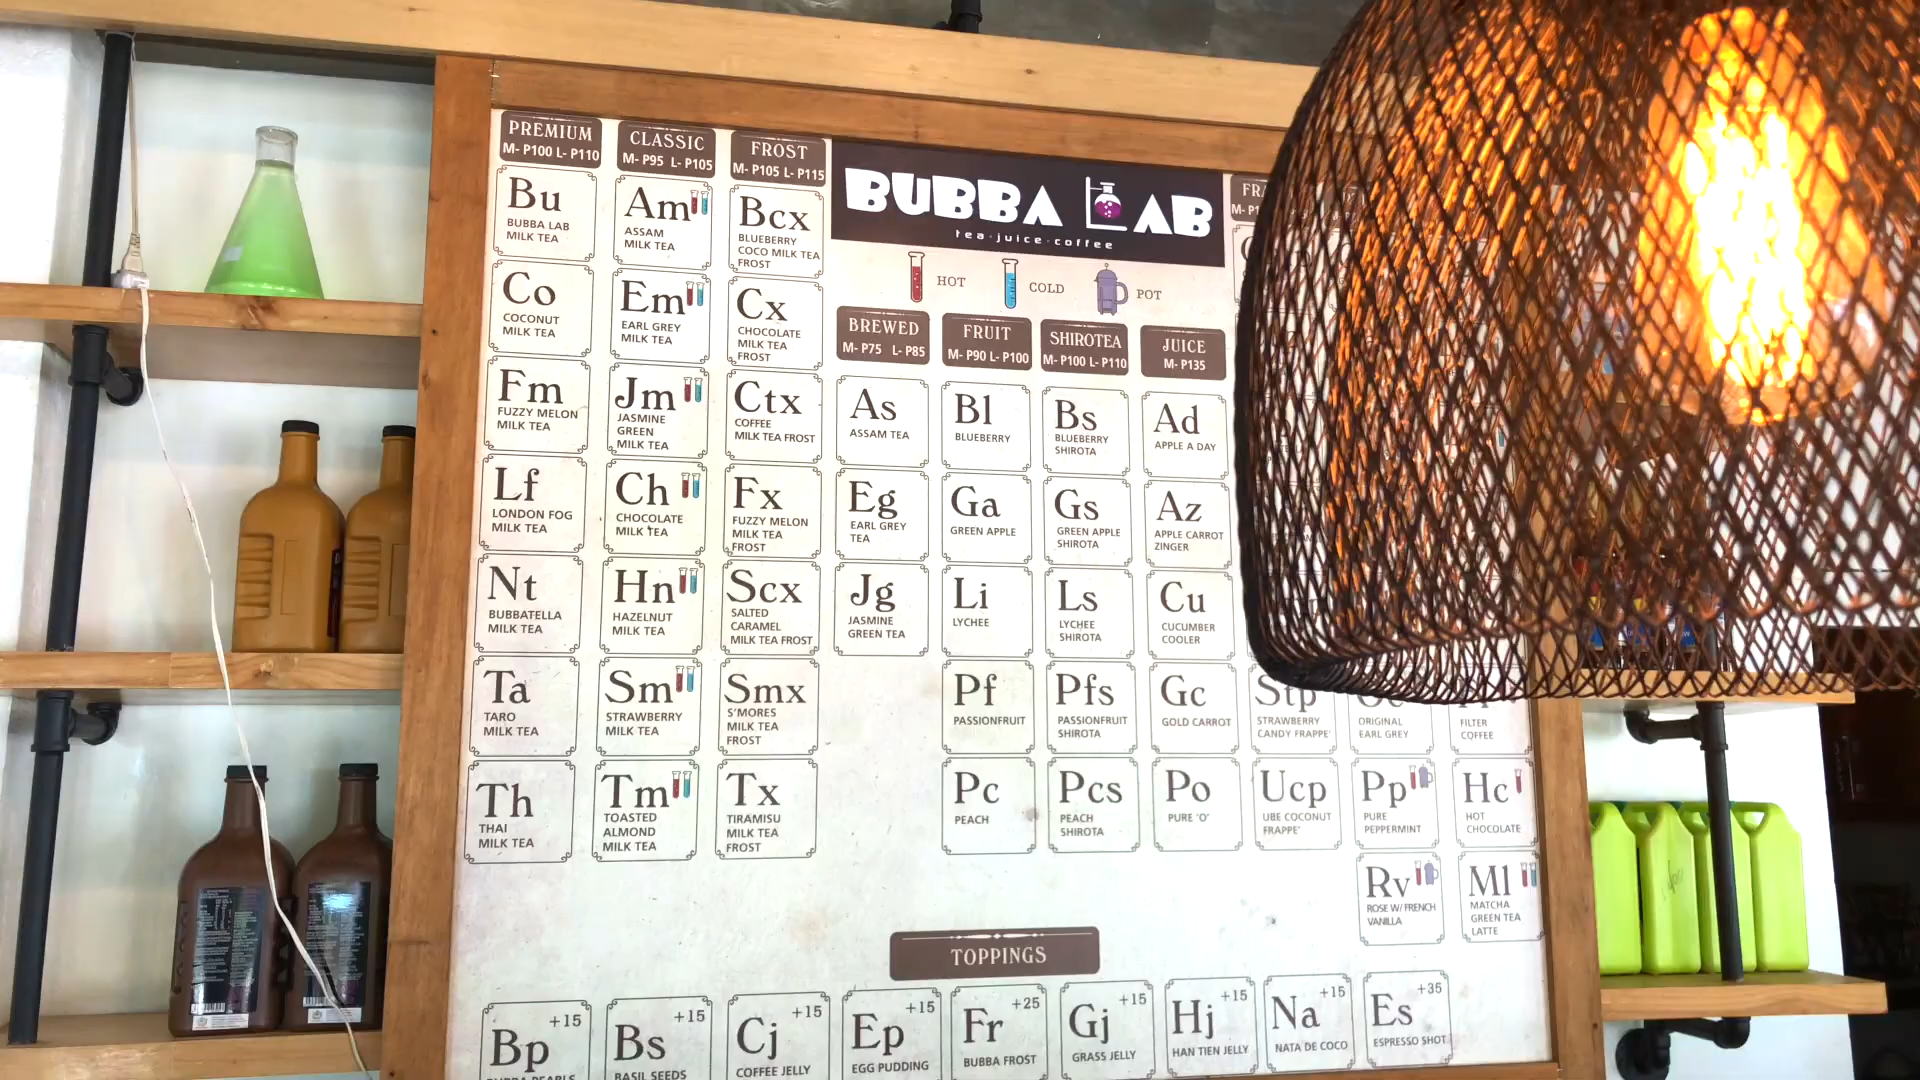 PREMIUM
M- P100 L- P110
Bu
BUBBA LAB
MILK TEA
Co
COCONUT
MILK TEA
Fm
FUZZY MELON
MILK TEA
Lf
LONDON FOG
MILK TEA
Nt
BUBBATELLA
MILK TEA
Ta
TARO
MILK TEA
Th
THAI
MILK TEA
CLASSIC
M- P95 L- P105
Am
ASSAM
MILK TEA
Em
EARL GREY
MILK TEA
Jm
JASMINE
GREEN
MILK TEA
Ch
CHOCOLATE
MILK TEA
Hn
HAZELNUT
MILK TEA
Sm
STRAWBERRY
MILK TEA
Tm
TOASTED
ALMOND
MILK TEA
FROST
M- P105 L- P115
Bcx
BLUEBERRY
COCO MILK TEA
FROST
Cx
CHOCOLATE
MILK TEA
FROST
Ctx
COFFEE
MILK TEA FROST
Fx
FUZZY MELON
MILK TEA
FROST
Scx
SALTED
CARAMEL
MILK TEA FROST
Smx
S'MORES
MILK TEA
FROST
Tx
TIRAMISU
MILK TEA
FROST
BUBBA LAB
tea·juice·coffee
HOT
COLD
POT
BREWED
M- P75 L- P85
As
ASSAM TEA
Eg
EARL GREY
TEA
Jg
JASMINE
GREEN TEA
FRUIT
M- P90 L- P100
Bl
BLUEBERRY
Ga
GREEN APPLE
Li
LYCHEE
Pf
PASSIONFRUIT
Pc
PEACH
SHIROTEA
M- P100 L- P110
Bs
BLUEBERRY
SHIROTA
Gs
GREEN APPLE
SHIROTA
Ls
LYCHEE
SHIROTA
Pfs
PASSIONFRUIT
SHIROTA
Pcs
PEACH
SHIROTA
JUICE
M- P135
Ad
APPLE A DAY
Az
APPLE CARROT
ZINGER
Cu
CUCUMBER
COOLER
Gc
GOLD CARROT
Po
PURE 'O'
Stp
STRAWBERRY
CANDY FRAPPE'
Ucp
UBE COCONUT
FRAPPE'
ORIGINAL
EARL GREY
Pp
PURE
PEPPERMINT
Rv
ROSE W/ FRENCH
VANILLA
FILTER
COFFEE
Hc
HOT
CHOCOLATE
Ml
MATCHA
GREEN TEA
LATTE
TOPPINGS
+15
Bp
BUBBA PEARLS
+15
Bs
BASIL SEEDS
+15
Cj
COFFEE JELLY
+15
Ep
EGG PUDDING
+25
Fr
BUBBA FROST
+15
Gj
GRASS JELLY
+15
Hj
HAN TIEN JELLY
+15
Na
NATA DE COCO
+35
Es
ESPRESSO SHOT